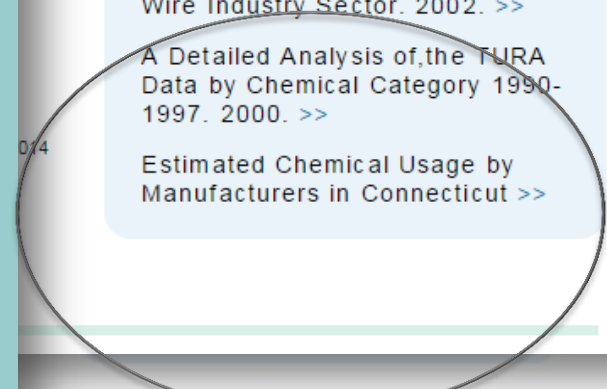 Wire Industry Sector. 2002. >>
A Detailed Analysis of,the TURA
Data by Chemical Category 1990-
1997. 2000. >>
014
Estimated Chemical Usage by
Manufacturers in Connecticut >>